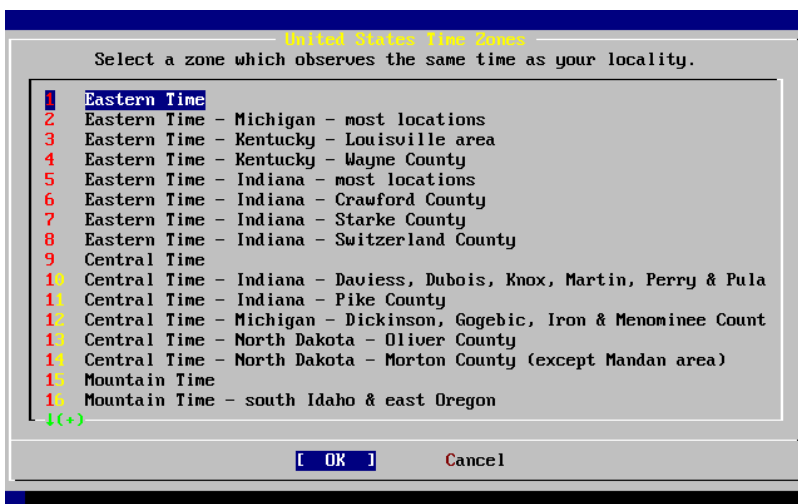 United States Time Zones
Select a zone which observes the same time as your locality.
1 Eastern Time
2 Eastern Time - Michigan - most locations
3 Eastern Time - Kentucky - Louisville area
4 Eastern Time - Kentucky - Wayne County
5 Eastern Time - Indiana - most locations
6 Eastern Time - Indiana - Crawford County
7 Eastern Time - Indiana - Starke County
8 Eastern Time - Indiana - Switzerland County
9 Central Time
10 Central Time - Indiana - Daviess, Dubois, Knox, Martin, Perry & Pula
11 Central Time - Indiana - Pike County
12 Central Time - Michigan - Dickinson, Gogebic, Iron & Menominee Count
13 Central Time - North Dakota - Oliver County
14 Central Time - North Dakota - Morton County (except Mandan area)
15 Mountain Time
16 Mountain Time - south Idaho & east Oregon
↓(+)
[ OK ] Cancel